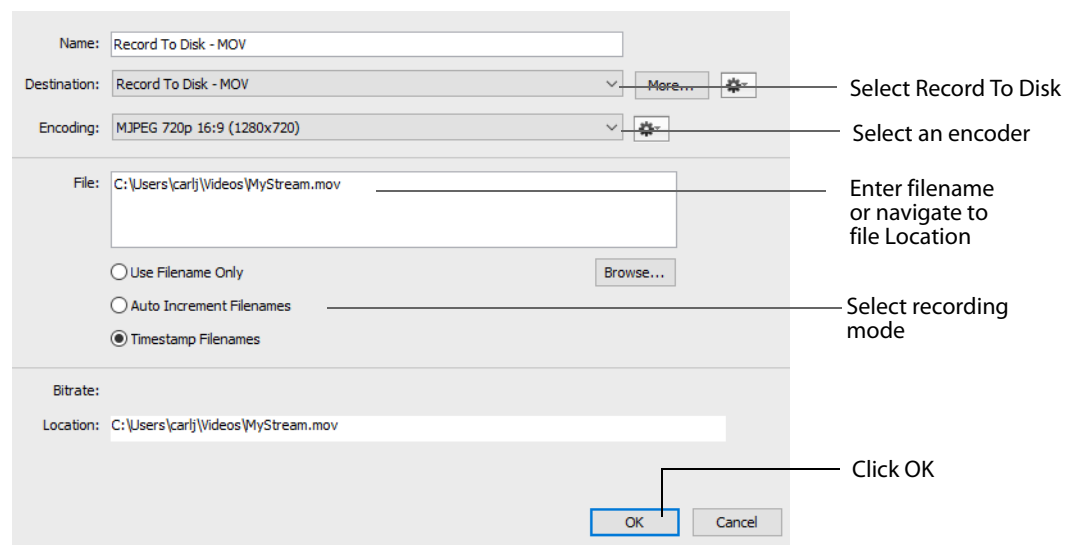 Name: Record To Disk - MOV
Destination: Record To Disk - MOV More... Select Record To Disk
Encoding: MJPEG 720p 16:9 (1280x720) Select an encoder
File: C:\Users\carlj\Videos\MyStream.mov
Enter filename
or navigate to
file Location
Use Filename Only Browse...
Auto Increment Filenames
Select recording
mode
Timestamp Filenames
Bitrate:
Location: C:\Users\carlj\Videos\MyStream.mov
Click OK
OK Cancel